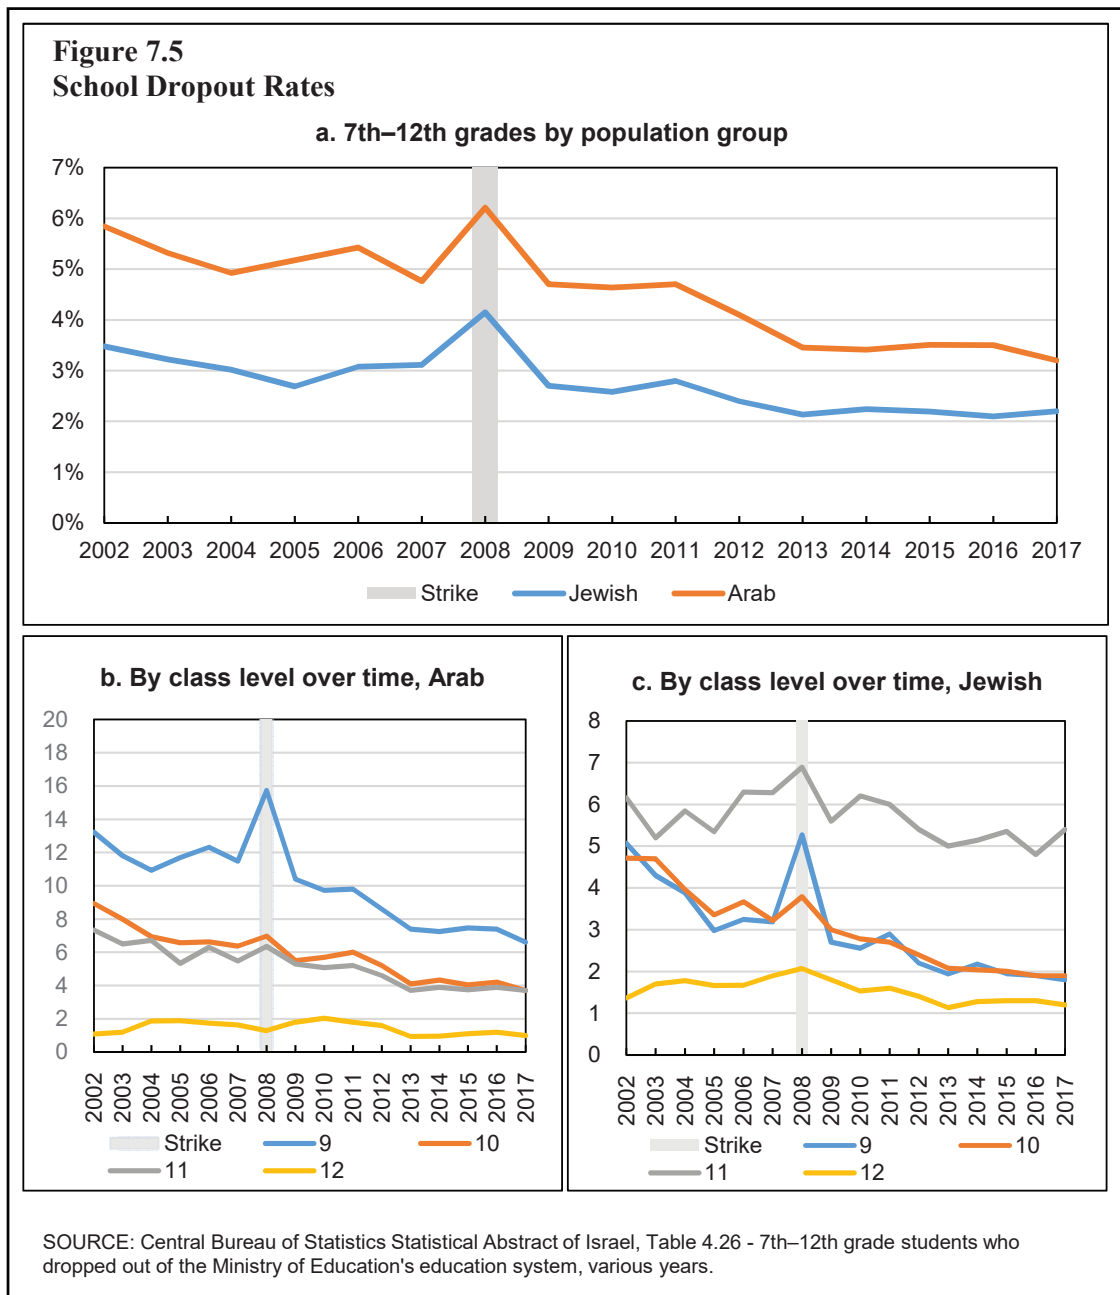 Figure 7.5
School Dropout Rates
a. 7th–12th grades by population group
7%
6%
5%
4%
3%
2%
1%
0%
2002 2003 2004 2005 2006 2007 2008 2009 2010 2011 2012 2013 2014 2015 2016 2017
Strike Jewish Arab
b. By class level over time, Arab
20
18
16
14
12
10
8
6
4
2
0
2002 2003 2004 2005 2006 2007 2008 2009 2010 2011 2012 2013 2014 2015 2016 2017
Strike 9 10
11 12
c. By class level over time, Jewish
8
7
6
5
4
3
2
1
0
2002 2003 2004 2005 2006 2007 2008 2009 2010 2011 2012 2013 2014 2015 2016 2017
Strike 9 10
11 12
SOURCE: Central Bureau of Statistics Statistical Abstract of Israel, Table 4.26 - 7th–12th grade students who
dropped out of the Ministry of Education's education system, various years.